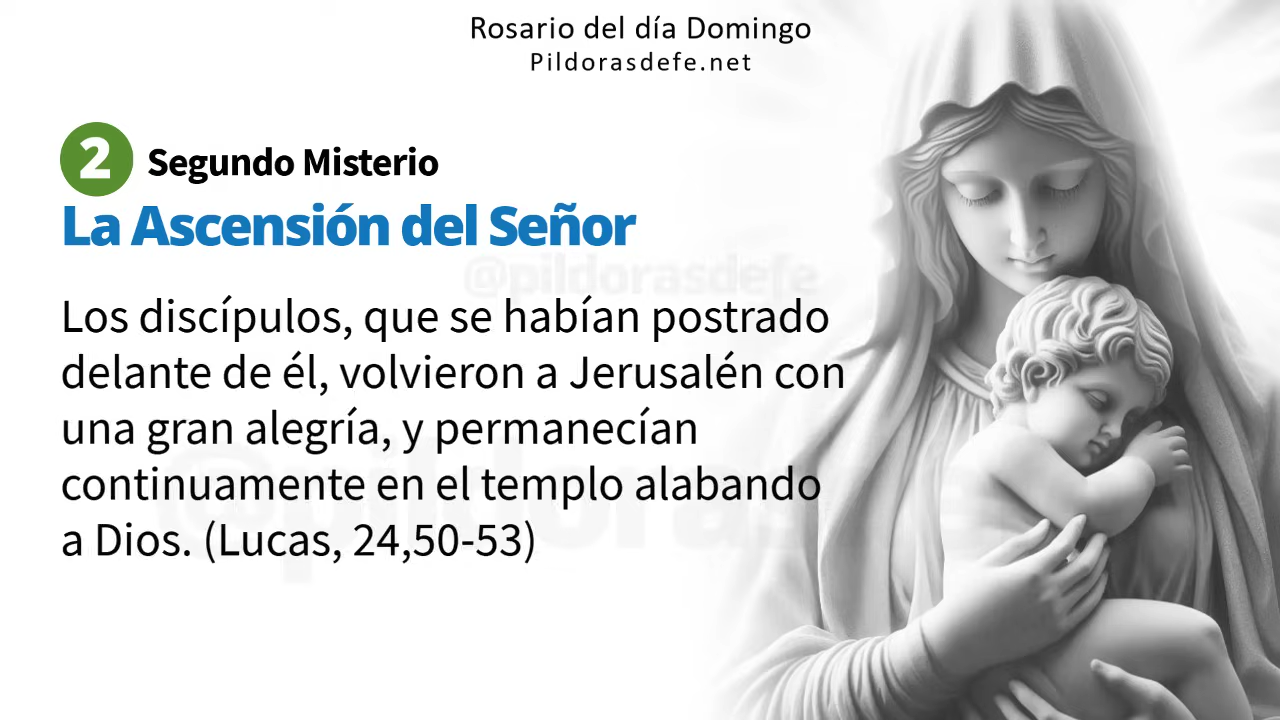 Rosario del día Domingo
Pildorasdefe.net
2 Segundo Misterio
La Ascensión del Señor
@pildorasdefe
Los discípulos, que se habían postrado
delante de él, volvieron a Jerusalén con
una gran alegría, y permanecían
continuamente en el templo alabando
a Dios. (Lucas, 24,50-53)